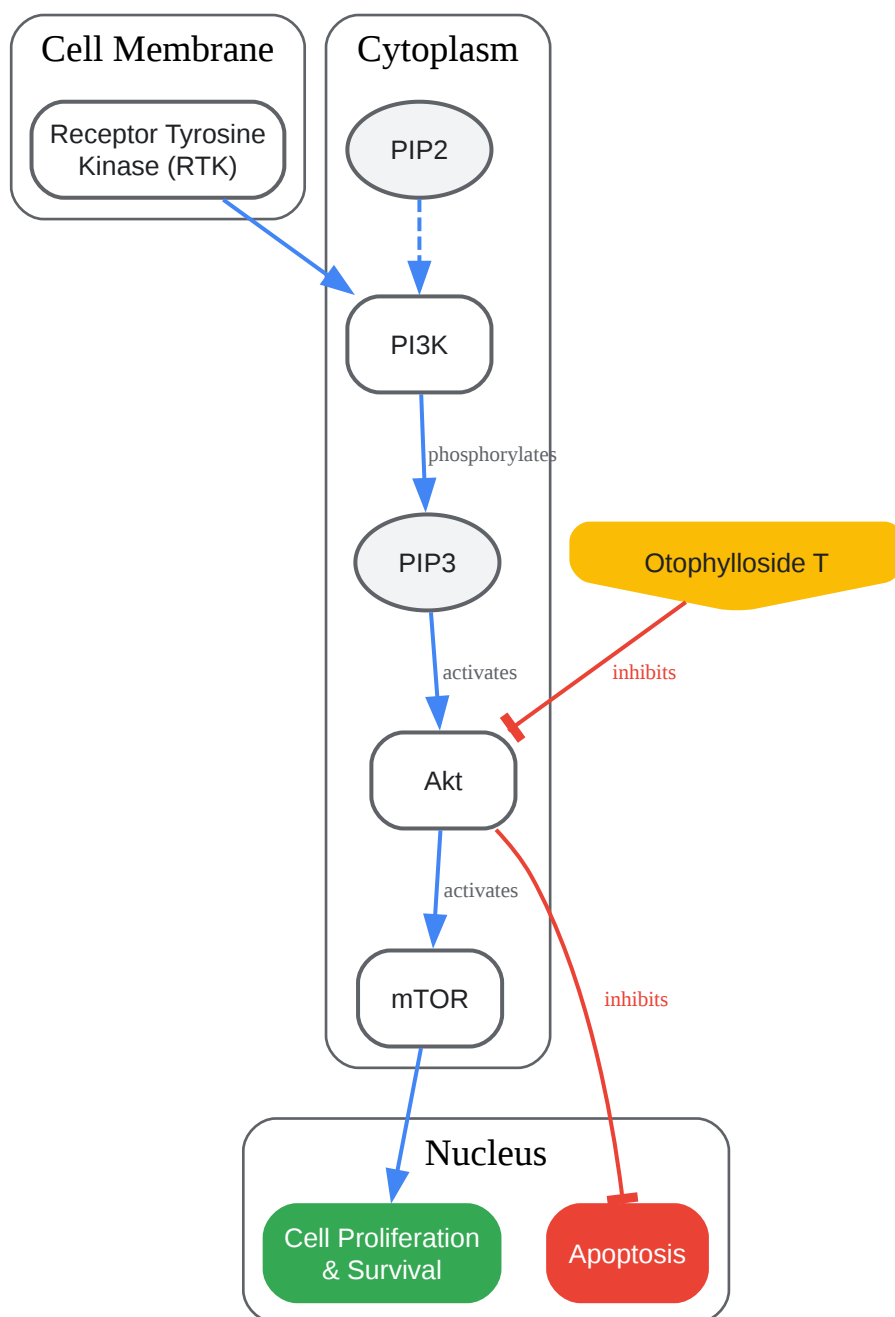 Cell Membrane
Cytoplasm
Receptor Tyrosine
Kinase (RTK)
PIP2
PI3K
phosphorylates
PIP3
Otophylloside T
activates
inhibits
Akt
activates
mTOR
inhibits
Nucleus
Cell Proliferation
& Survival
Apoptosis